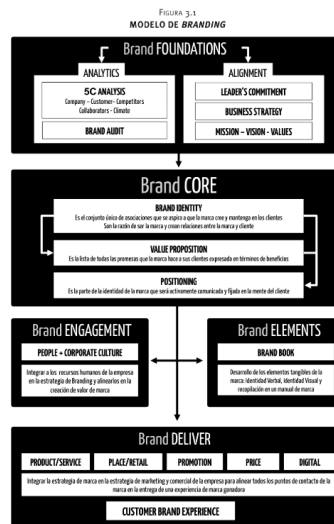 FIGURA 3.1
MODELO DE BRANDING
Brand FOUNDATIONS
ANALYTICS
5C ANALYSIS
Company – Customer- Competitors
Collaborators - Climate
BRAND AUDIT
ALIGNMENT
LEADER'S COMMITMENT
BUSINESS STRATEGY
MISSION – VISION - VALUES
Brand CORE
BRAND IDENTITY
Es el conjunto único de asociaciones que se aspira a que la marca cree y mantenga en los clientes
Son la razón de ser la marca y crean relaciones entre la marca y cliente
VALUE PROPOSITION
Es la lista de todas las promesas que la marca hace a sus clientes expresada en términos de beneficios
POSITIONING
Es la parte de la identidad de la marca que será activamente comunicada y fijada en la mente del cliente
Brand ENGAGEMENT
PEOPLE + CORPORATE CULTURE
Integrar a los recursos humanos de la empresa
en la estrategia de Branding y alinearlos en la
creación de valor de marca
Brand ELEMENTS
BRAND BOOK
Desarrollo de los elementos tangibles de la
marca: Identidad Verbal, identidad Visual y
recopilación en un manual de marca
Brand DELIVER
PRODUCT/SERVICE
PLACE/RETAIL
PROMOTION
PRICE
DIGITAL
Integrar la estrategia de marca en la estrategia de marketing y comercial de la empresa para alinear todos los puntos de contacto de la
marca en la entrega de una experiencia de marca ganadora
CUSTOMER BRAND EXPERIENCE